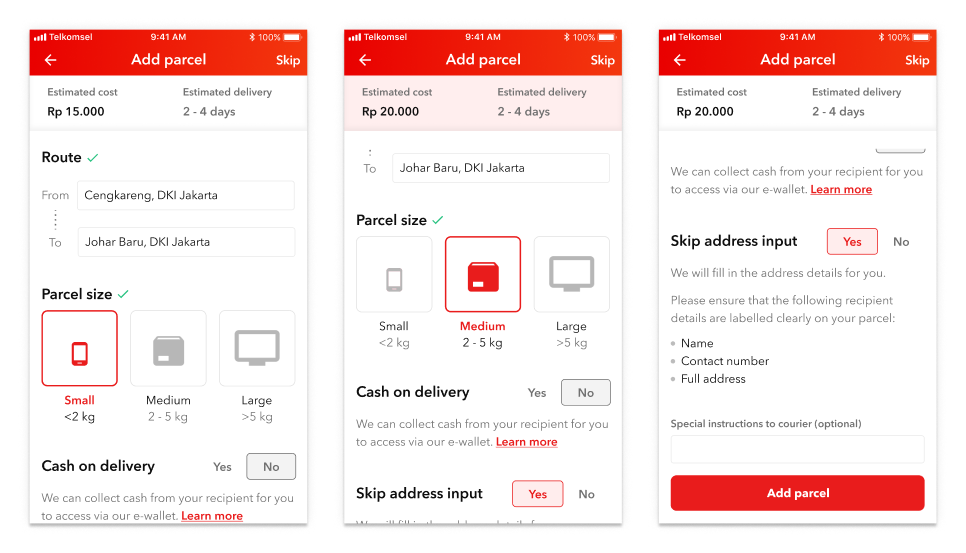 Telkomsel 9:41 AM 100%
Add parcel Skip
Estimated cost Estimated delivery
Rp 15.000 2 - 4 days
Route
From Cengkareng, DKI Jakarta
To Johar Baru, DKI Jakarta
Parcel size
Small Medium Large
<2 kg 2 - 5 kg >5 kg
Cash on delivery Yes No
We can collect cash from your recipient for you
to access via our e-wallet. Learn more
Telkomsel 9:41 AM 100%
Add parcel Skip
Estimated cost Estimated delivery
Rp 20.000 2 - 4 days
To Johar Baru, DKI Jakarta
Parcel size
Small Medium Large
<2 kg 2 - 5 kg >5 kg
Cash on delivery Yes No
We can collect cash from your recipient for you
to access via our e-wallet. Learn more
Skip address input Yes No
Telkomsel 9:41 AM 100%
Add parcel Skip
Estimated cost Estimated delivery
Rp 20.000 2 - 4 days
We can collect cash from your recipient for you
to access via our e-wallet. Learn more
Skip address input Yes No
We will fill in the address details for you.
Please ensure that the following recipient
details are labelled clearly on your parcel:
Name
Contact number
Full address
Special instructions to courier (optional)
Add parcel